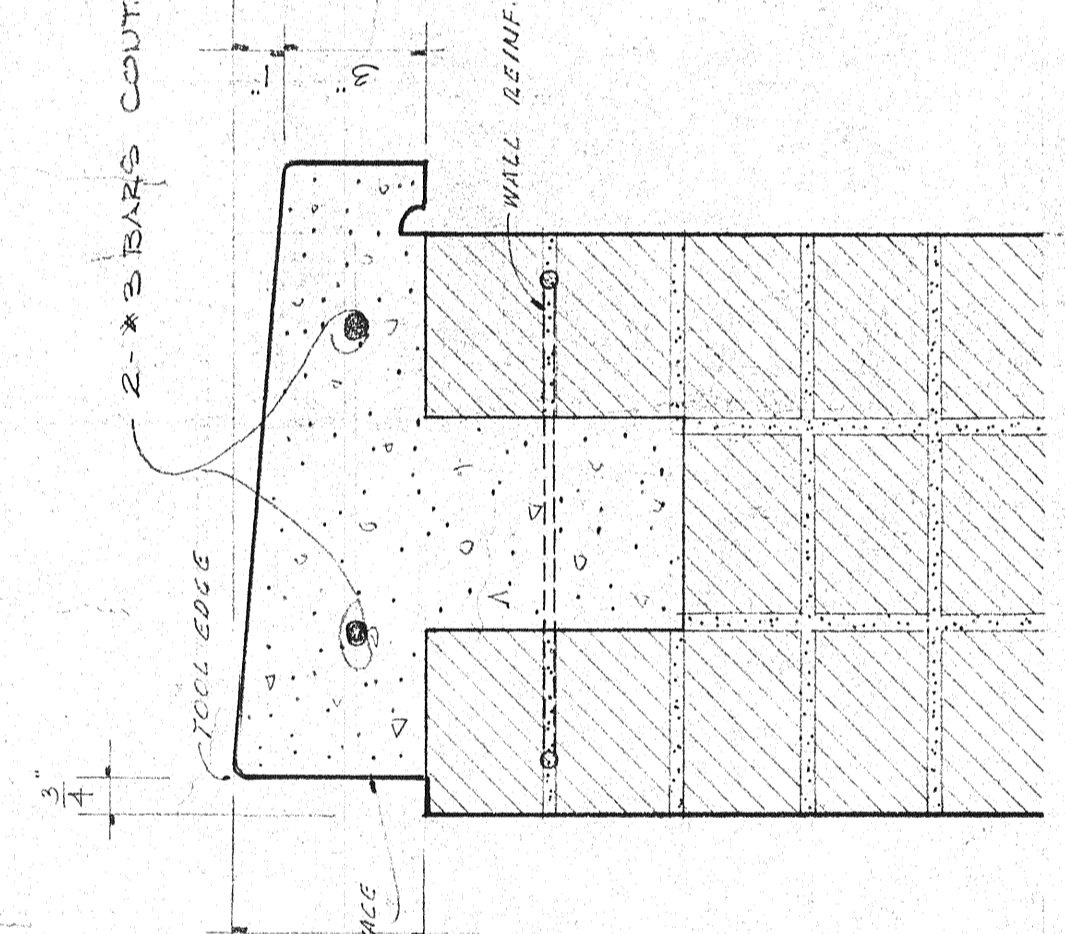 2-#3 BARS CONT.
1"
3"
WALL REINF.
TOOL EDGE
3/4"